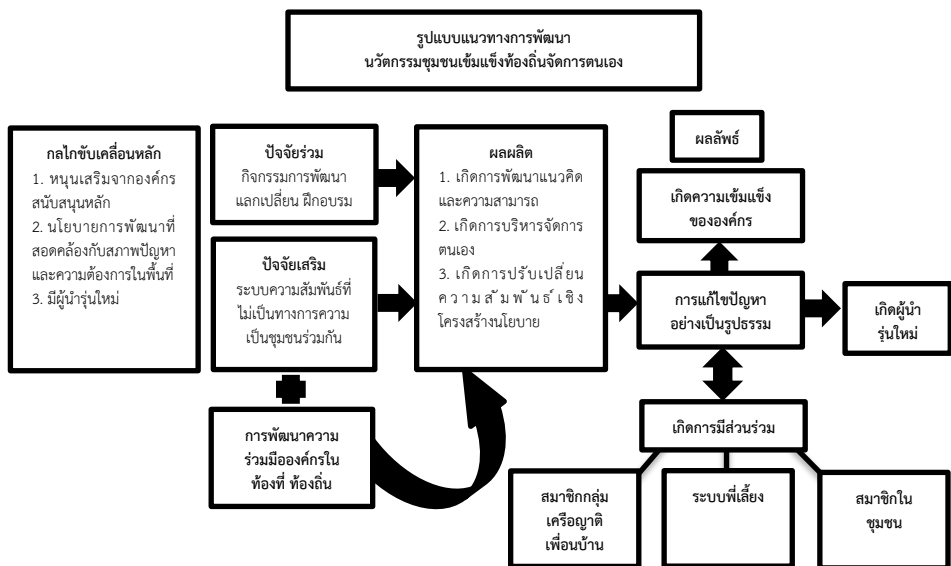 รูปแบบแนวทางการพัฒนา
นวัตกรรมชุมชนเข้มแข็งท้องถิ่นจัดการตนเอง
กลไกขับเคลื่อนหลัก
1. หนุนเสริมจากองค์กร
สนับสนุนหลัก
2. นโยบายการพัฒนาที่
สอดคล้องกับสภาพปัญหา
และความต้องการในพื้นที่
3. มีผู้นำรุ่นใหม่
ปัจจัยร่วม
กิจกรรมการพัฒนา
แลกเปลี่ยน ฝึกอบรม
ปัจจัยเสริม
ระบบความสัมพันธ์ที่
ไม่เป็นทางการความ
เป็นชุมชนร่วมกัน
การพัฒนาความ
ร่วมมือองค์กรใน
ท้องที่ ท้องถิ่น
ผลผลิต
1. เกิดการพัฒนาแนวคิด
และความสามารถ
2. เกิดการบริหารจัดการ
ตนเอง
3. เกิดการปรับเปลี่ยน
ความสัมพันธ์เชิง
โครงสร้างนโยบาย
ผลลัพธ์
เกิดความเข้มแข็ง
ขององค์กร
การแก้ไขปัญหา
อย่างเป็นรูปธรรม
เกิดผู้นำ
รุ่นใหม่
เกิดการมีส่วนร่วม
สมาชิกกลุ่ม
เครือญาติ
เพื่อนบ้าน
ระบบพี่เลี้ยง
สมาชิกใน
ชุมชน